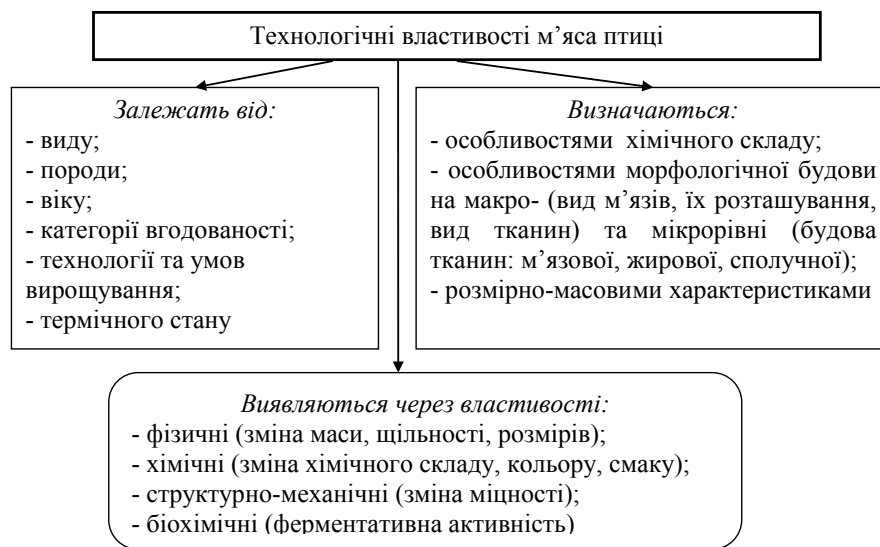 Технологічні властивості м’яса птиці
Залежать від:
- виду;
- породи;
- віку;
- категорії вгодованості;
- технології та умов
вирощування;
- термічного стану
Визначаються:
- особливостями хімічного складу;
- особливостями морфологічної будови
на макро- (вид м’язів, їх розташування,
вид тканин) та мікрорівні (будова
тканин: м’язової, жирової, сполучної);
- розмірно-масовими характеристиками
Виявляються через властивості:
- фізичні (зміна маси, щільності, розмірів);
- хімічні (зміна хімічного складу, кольору, смаку);
- структурно-механічні (зміна міцності);
- біохімічні (ферментативна активність)